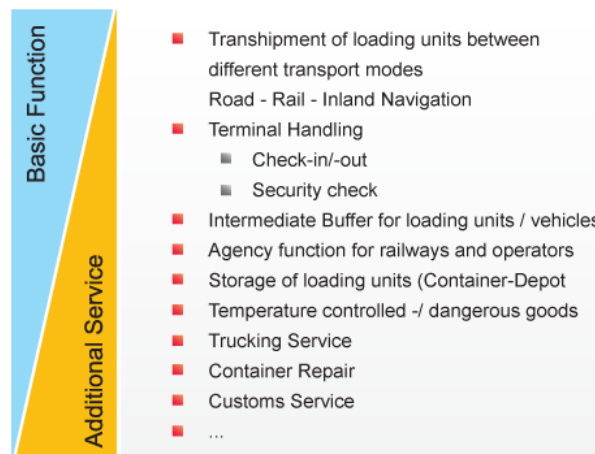 Basic Function
Additional Service
Transhipment of loading units between
different transport modes
Road - Rail - Inland Navigation
Terminal Handling
Check-in/-out
Security check
Intermediate Buffer for loading units / vehicles
Agency function for railways and operators
Storage of loading units (Container-Depot
Temperature controlled -/ dangerous goods
Trucking Service
Container Repair
Customs Service
...